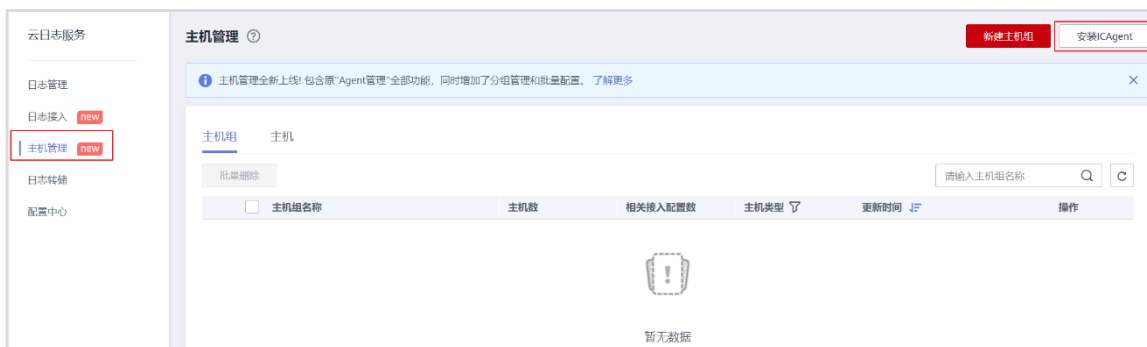 云日志服务
主机管理
新建主机组
安装ICAgent
主机管理全新上线! 包含原"Agent管理"全部功能，同时增加了分组管理和批量配置。 了解更多
日志管理
日志接入 new
主机管理 new
日志转储
配置中心
主机组 主机
批量删除
请输入主机组名称
主机组名称 主机数 相关接入配置数 主机类型 更新时间 操作
暂无数据